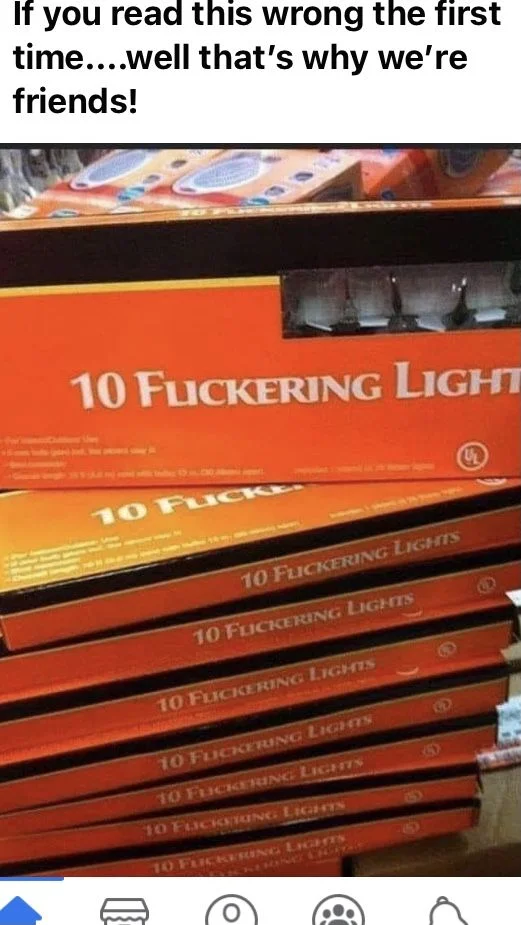 If you read this wrong the first
time....well that's why we're
friends!
10 FLICKERING LIGHT
UL
10 FLICKE
10 FLICKERING LIGHTS
10 FLICKERING LIGHTS
10 FLICKERING LIGHTS
10 FLICKERING LIGHTS
10 FLICKERING LIGHTS
10 FLICKERING LIGHTS
10 FLICKERING LIGHTS